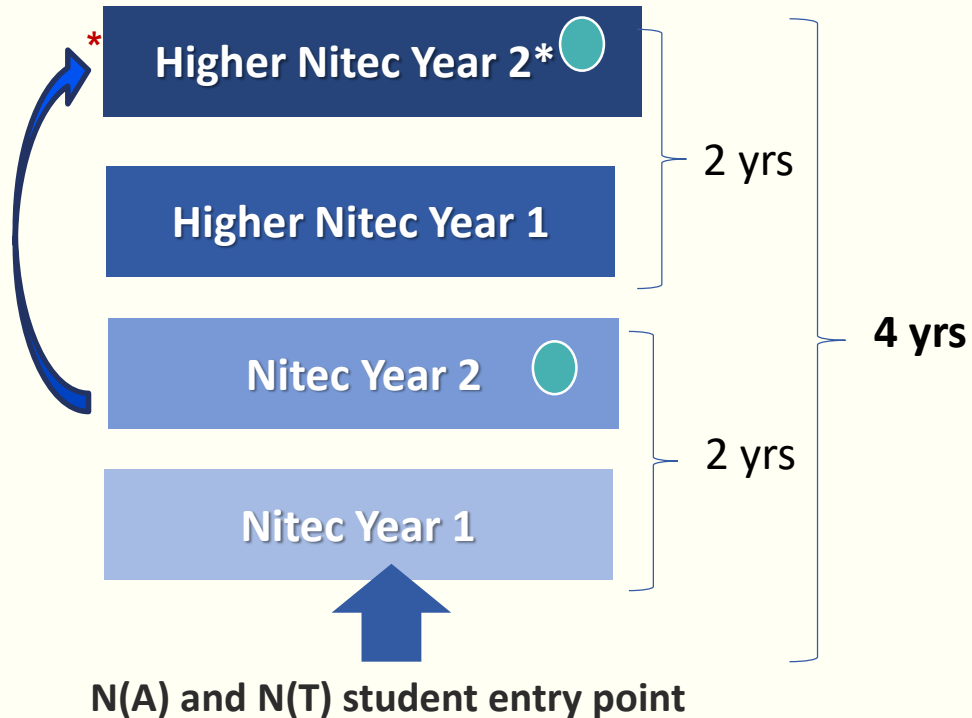 *
Higher Nitec Year 2*
2 yrs
Higher Nitec Year 1
4 yrs
Nitec Year 2
2 yrs
Nitec Year 1
N(A) and N(T) student entry point